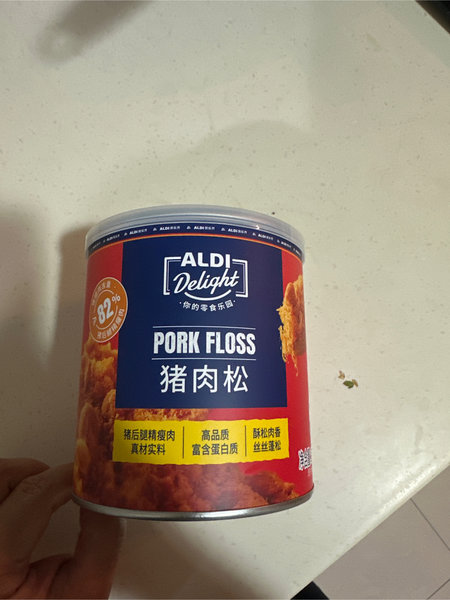 ALDI
Delight
你的零食乐园
82%
PORK FLOSS
猪肉松
猪后腿精瘦肉
真材实料
高品质
富含蛋白质
酥松肉香
丝丝蓬松